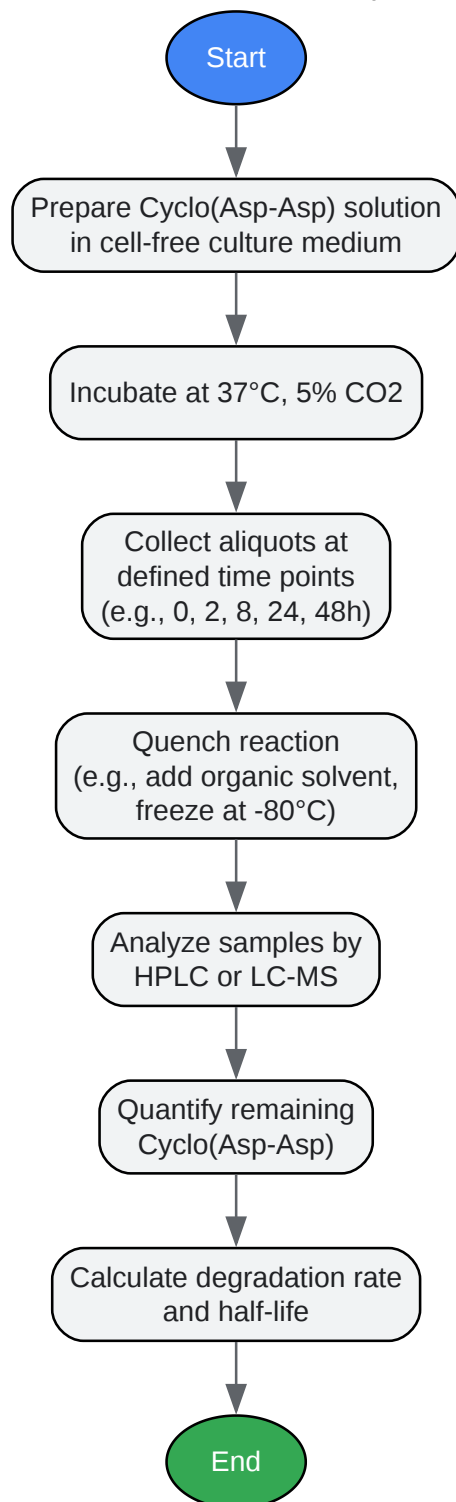 Start
Prepare Cyclo(Asp-Asp) solution
in cell-free culture medium
Incubate at 37°C, 5% CO2
Collect aliquots at
defined time points
(e.g., 0, 2, 8, 24, 48h)
Quench reaction
(e.g., add organic solvent,
freeze at -80°C)
Analyze samples by
HPLC or LC-MS
Quantify remaining
Cyclo(Asp-Asp)
Calculate degradation rate
and half-life
End